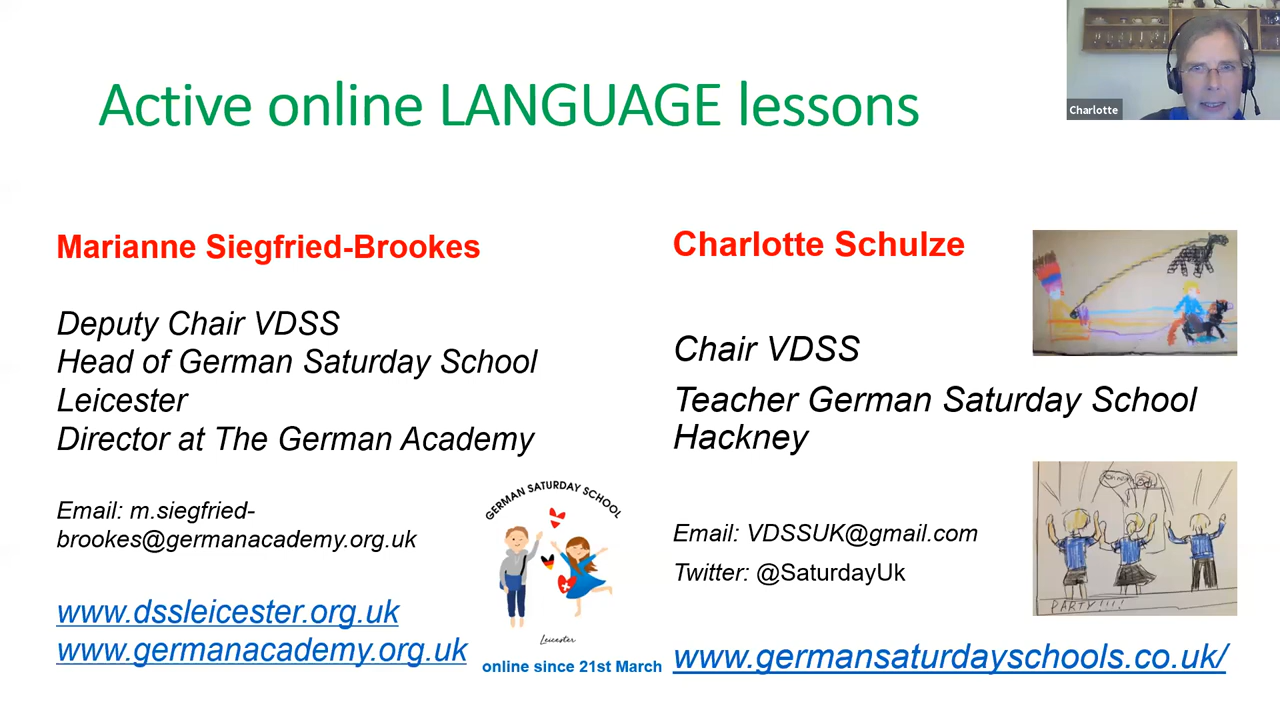 Active online LANGUAGE lessons
Charlotte
Marianne Siegfried-Brookes
Deputy Chair VDSS
Head of German Saturday School
Leicester
Director at The German Academy
Email: m.siegfried-
brookes@germanacademy.org.uk
www.dssleicester.org.uk
www.germanacademy.org.uk
GERMAN SATURDAY SCHOOL
Leicester
online since 21st March
Charlotte Schulze
Chair VDSS
Teacher German Saturday School
Hackney
Email: VDSSUK@gmail.com
Twitter: @SaturdayUk
www.germansaturdayschools.co.uk/
PARTY!!!!